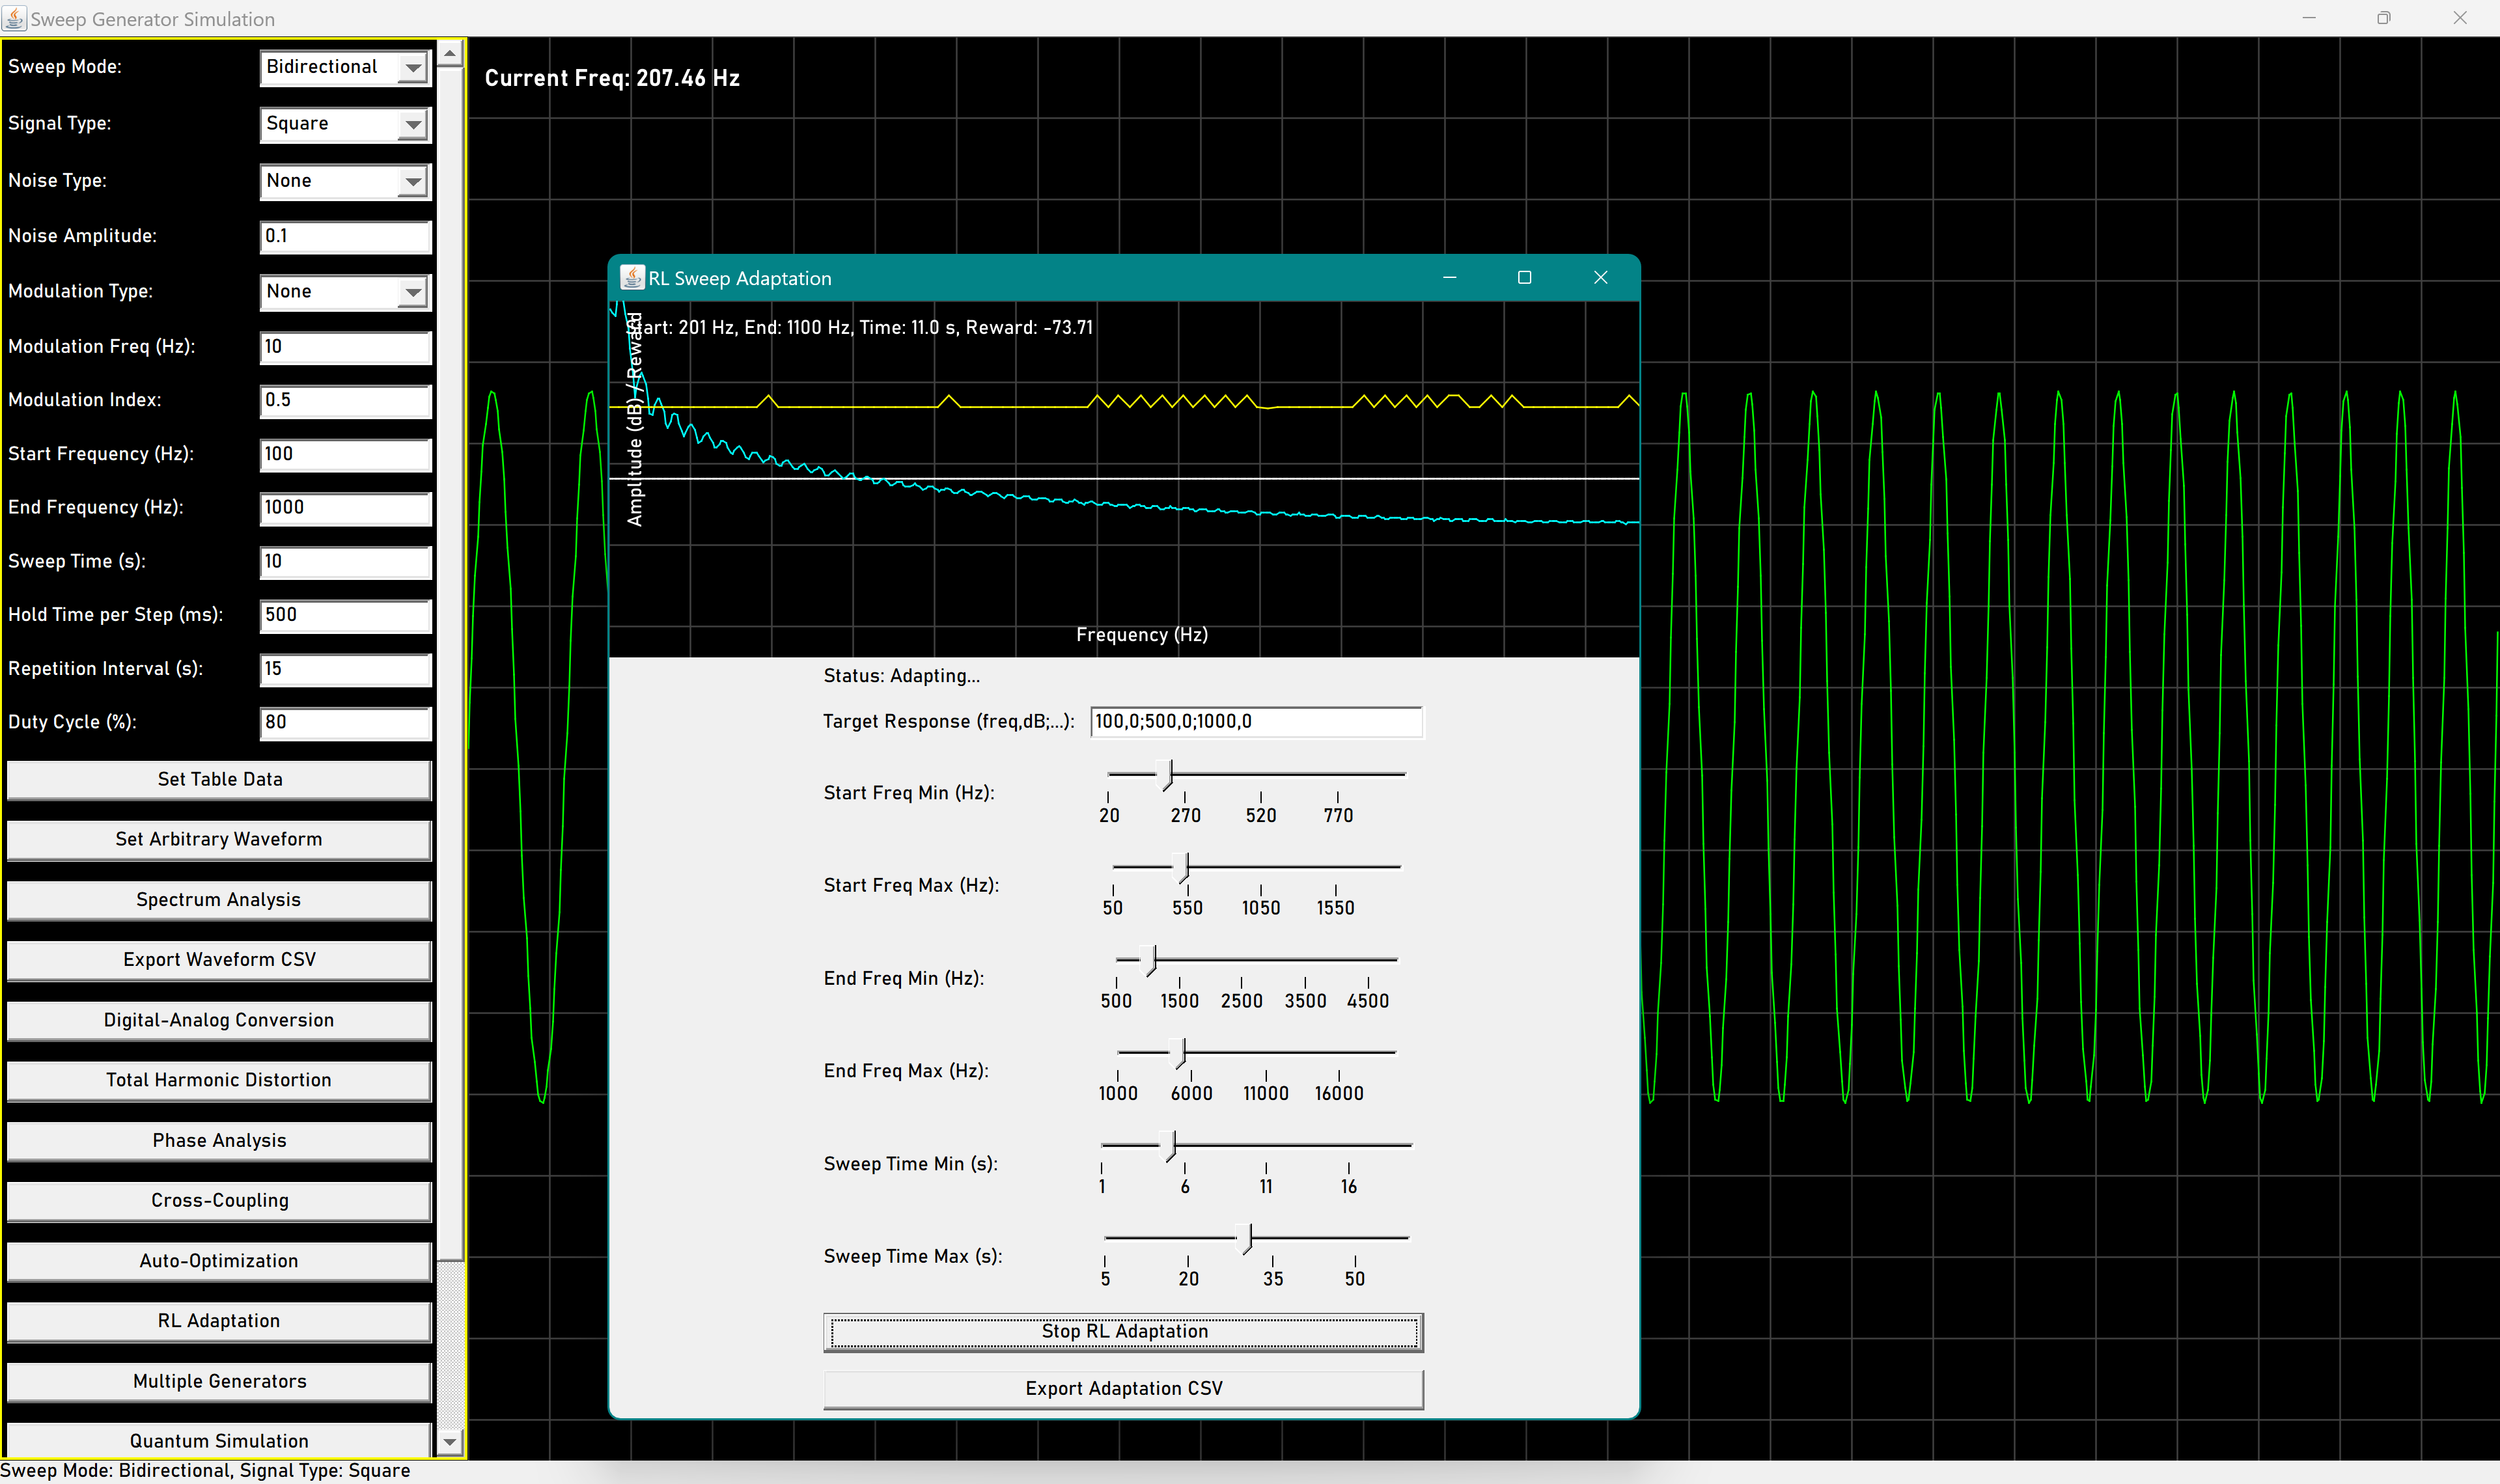 Sweep Generator Simulation
Sweep Mode: Bidirectional
Signal Type: Square
Noise Type: None
Noise Amplitude: 0.1
Modulation Type: None
Modulation Freq (Hz): 10
Modulation Index: 0.5
Start Frequency (Hz): 100
End Frequency (Hz): 1000
Sweep Time (s): 10
Hold Time per Step (ms): 500
Repetition Interval (s): 15
Duty Cycle (%): 80
Set Table Data
Set Arbitrary Waveform
Spectrum Analysis
Export Waveform CSV
Digital-Analog Conversion
Total Harmonic Distortion
Phase Analysis
Cross-Coupling
Auto-Optimization
RL Adaptation
Multiple Generators
Quantum Simulation
Sweep Mode: Bidirectional, Signal Type: Square
Current Freq: 207.46 Hz
RL Sweep Adaptation
Start: 201 Hz, End: 1100 Hz, Time: 11.0 s, Reward: -73.71
Amplitude (dB) / Reward
Frequency (Hz)
Status: Adapting...
Target Response (freq,dB;...): 100,0;500,0;1000,0
Start Freq Min (Hz):
20 270 520 770
Start Freq Max (Hz):
50 550 1050 1550
End Freq Min (Hz):
500 1500 2500 3500 4500
End Freq Max (Hz):
1000 6000 11000 16000
Sweep Time Min (s):
1 6 11 16
Sweep Time Max (s):
5 20 35 50
Stop RL Adaptation
Export Adaptation CSV